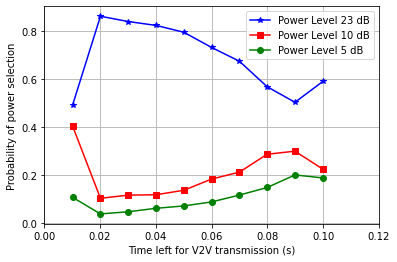 Power Level 23 dB
Power Level 10 dB
Power Level 5 dB
Probability of power selection
0.8
0.6
0.4
0.2
0.0
0.00 0.02 0.04 0.06 0.08 0.10 0.12
Time left for V2V transmission (s)